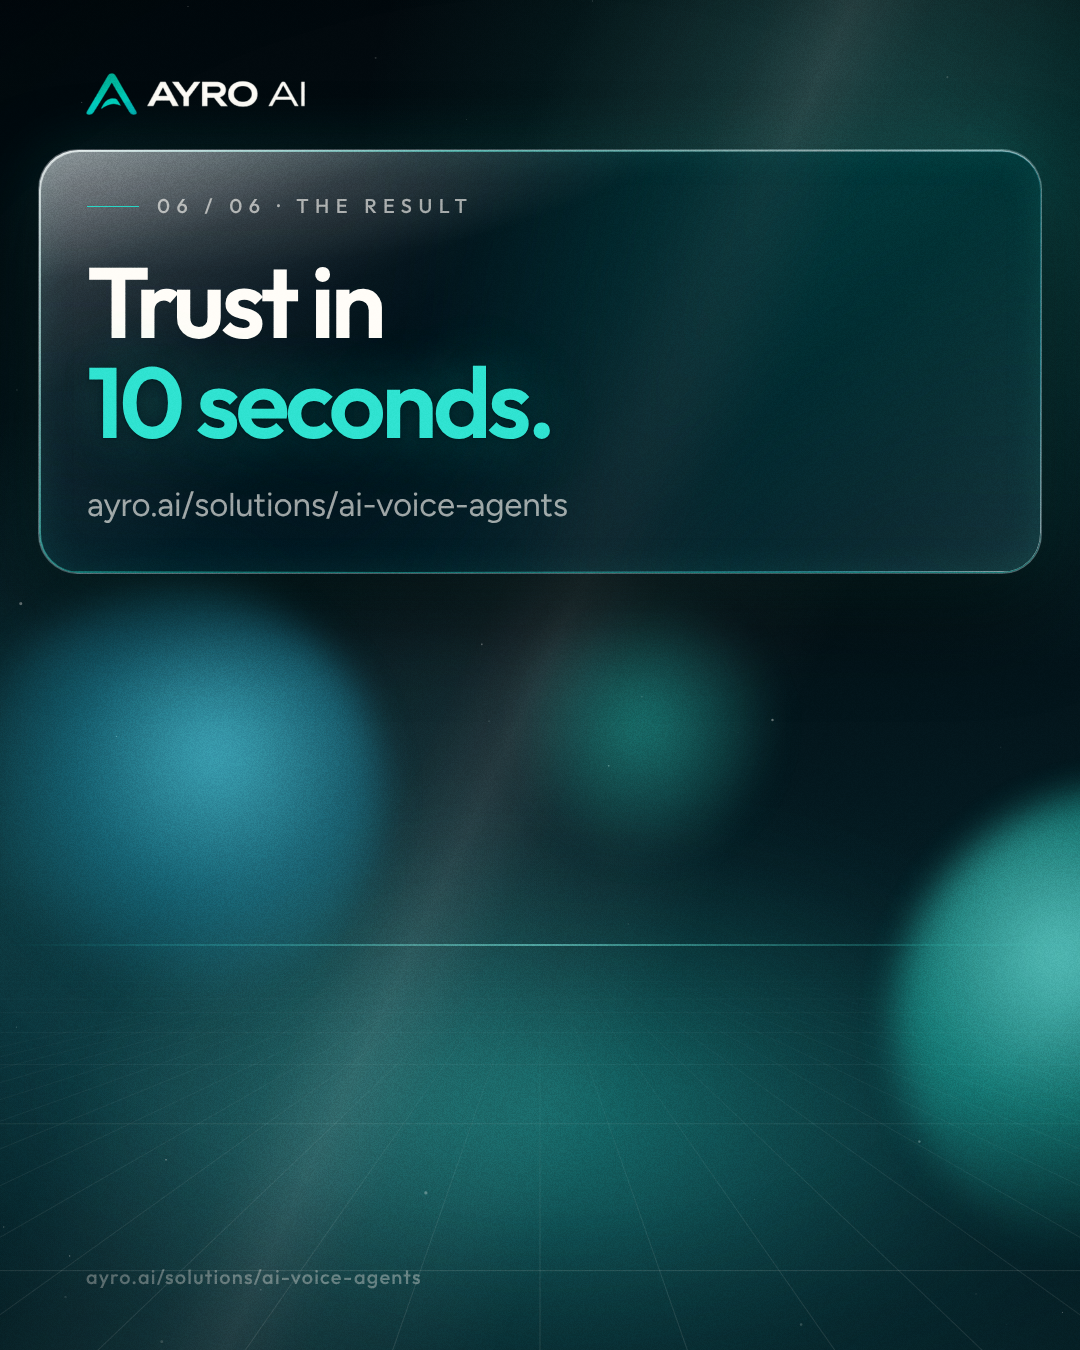 AYRO AI
06 / 06 · THE RESULT
Trust in
10 seconds.
ayro.ai/solutions/ai-voice-agents
ayro.ai/solutions/ai-voice-agents